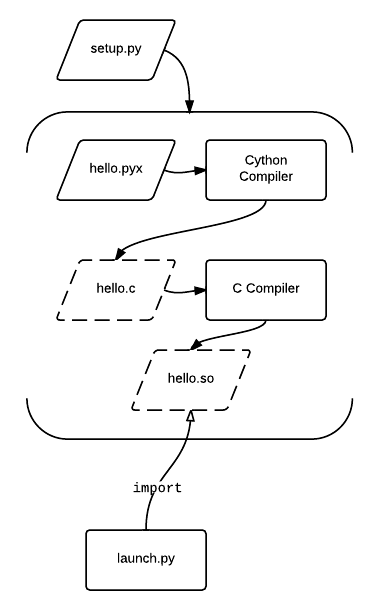 setup.py
hello.pyx
Cython
Compiler
hello.c
C Compiler
hello.so
import
launch.py